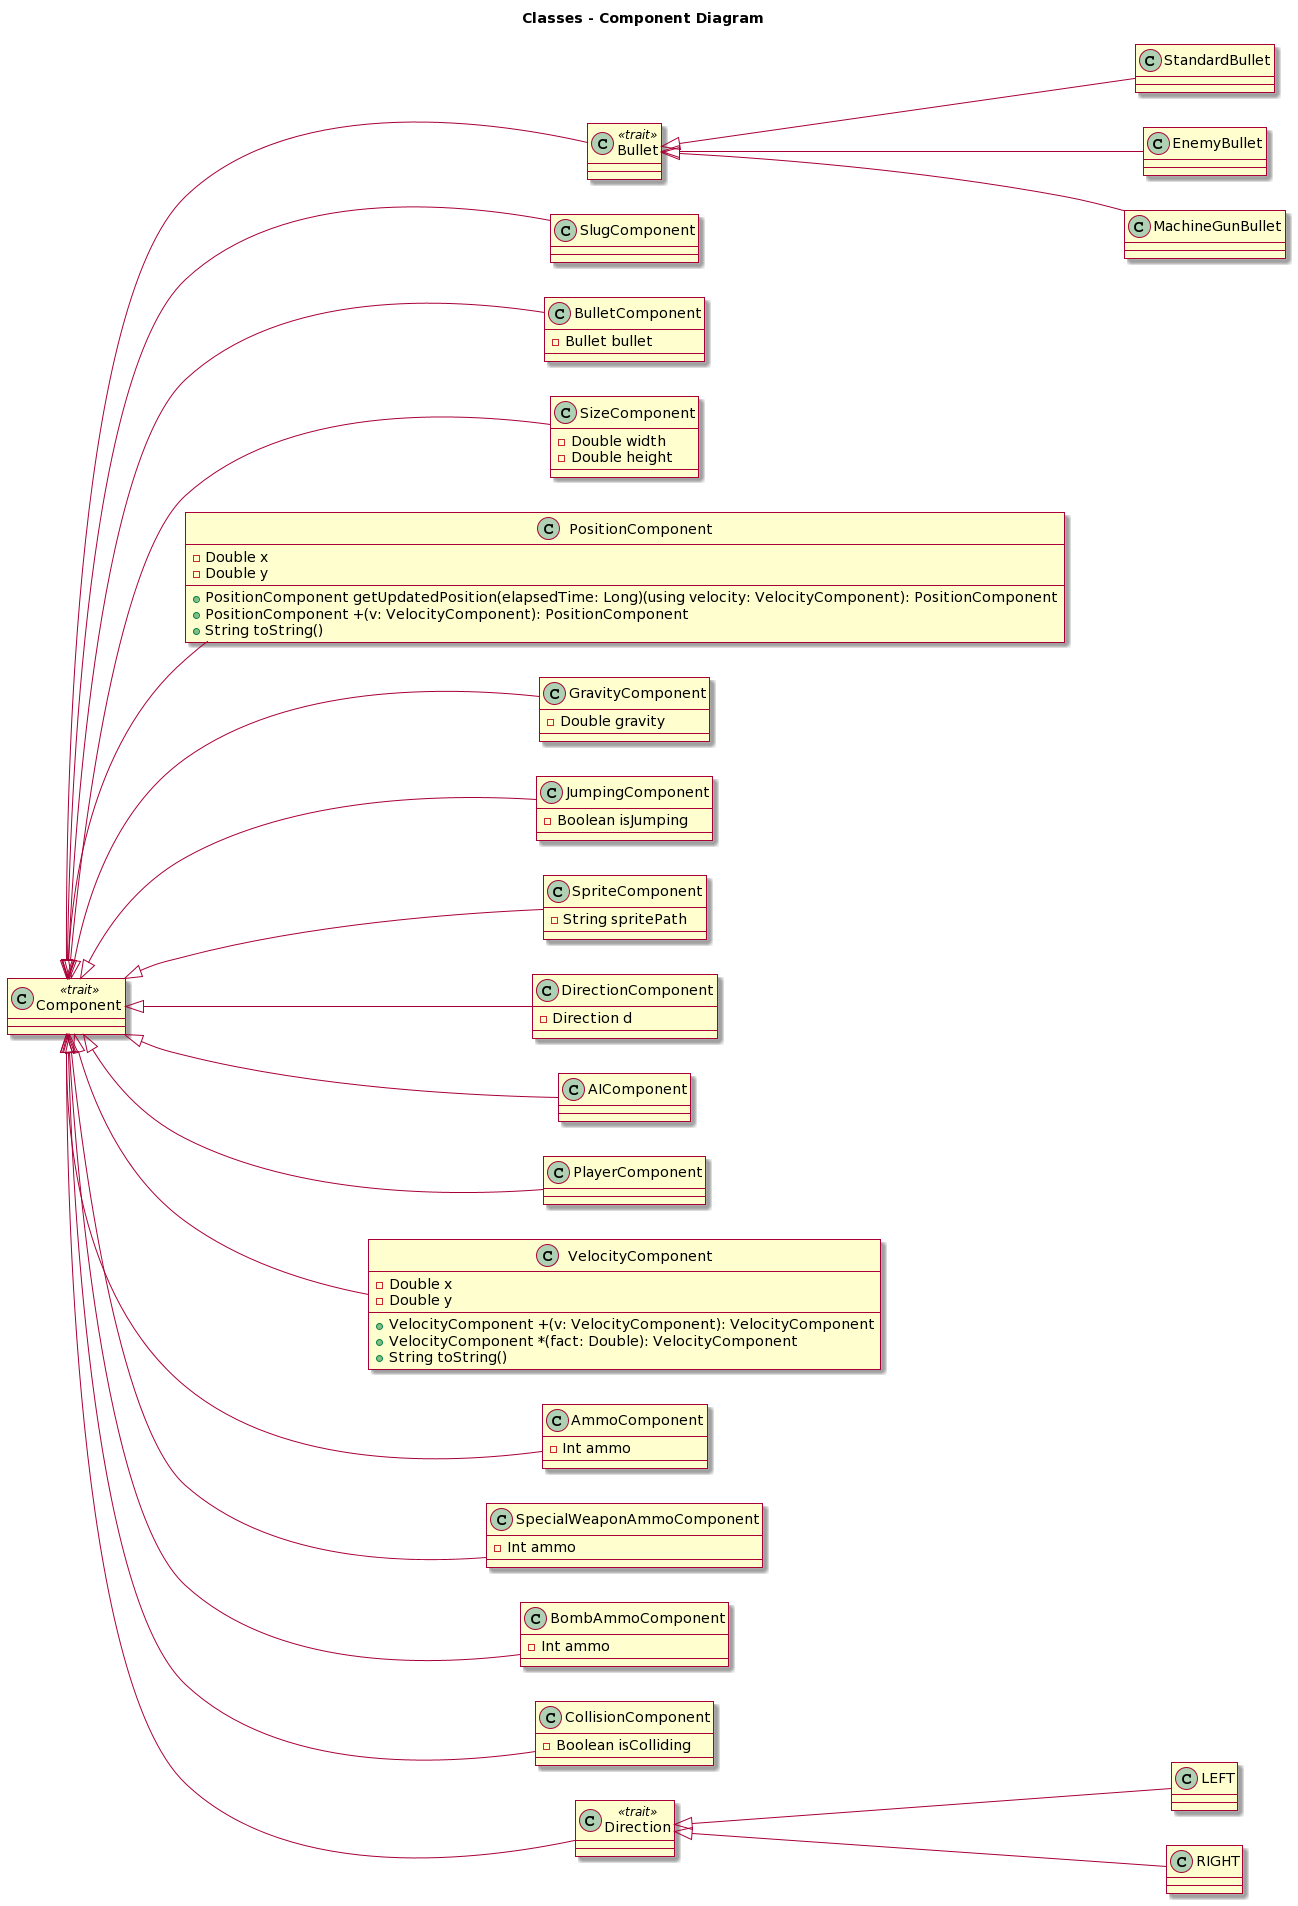 Classes - Component Diagram
C StandardBullet
«trait»
C Bullet
C EnemyBullet
C MachineGunBullet
C SlugComponent
C BulletComponent
Bullet bullet
C SizeComponent
Double width
Double height
C PositionComponent
Double x
Double y
PositionComponent getUpdatedPosition(elapsedTime: Long)(using velocity: VelocityComponent): PositionComponent
PositionComponent +(v: VelocityComponent): PositionComponent
String toString()
C GravityComponent
Double gravity
C JumpingComponent
Boolean isJumping
C SpriteComponent
String spritePath
«trait»
C Component
C DirectionComponent
Direction d
C AIComponent
C PlayerComponent
C VelocityComponent
Double x
Double y
VelocityComponent +(v: VelocityComponent): VelocityComponent
VelocityComponent *(fact: Double): VelocityComponent
String toString()
C AmmoComponent
Int ammo
C SpecialWeaponAmmoComponent
Int ammo
C BombAmmoComponent
Int ammo
C CollisionComponent
Boolean isColliding
«trait»
C Direction
C LEFT
C RIGHT